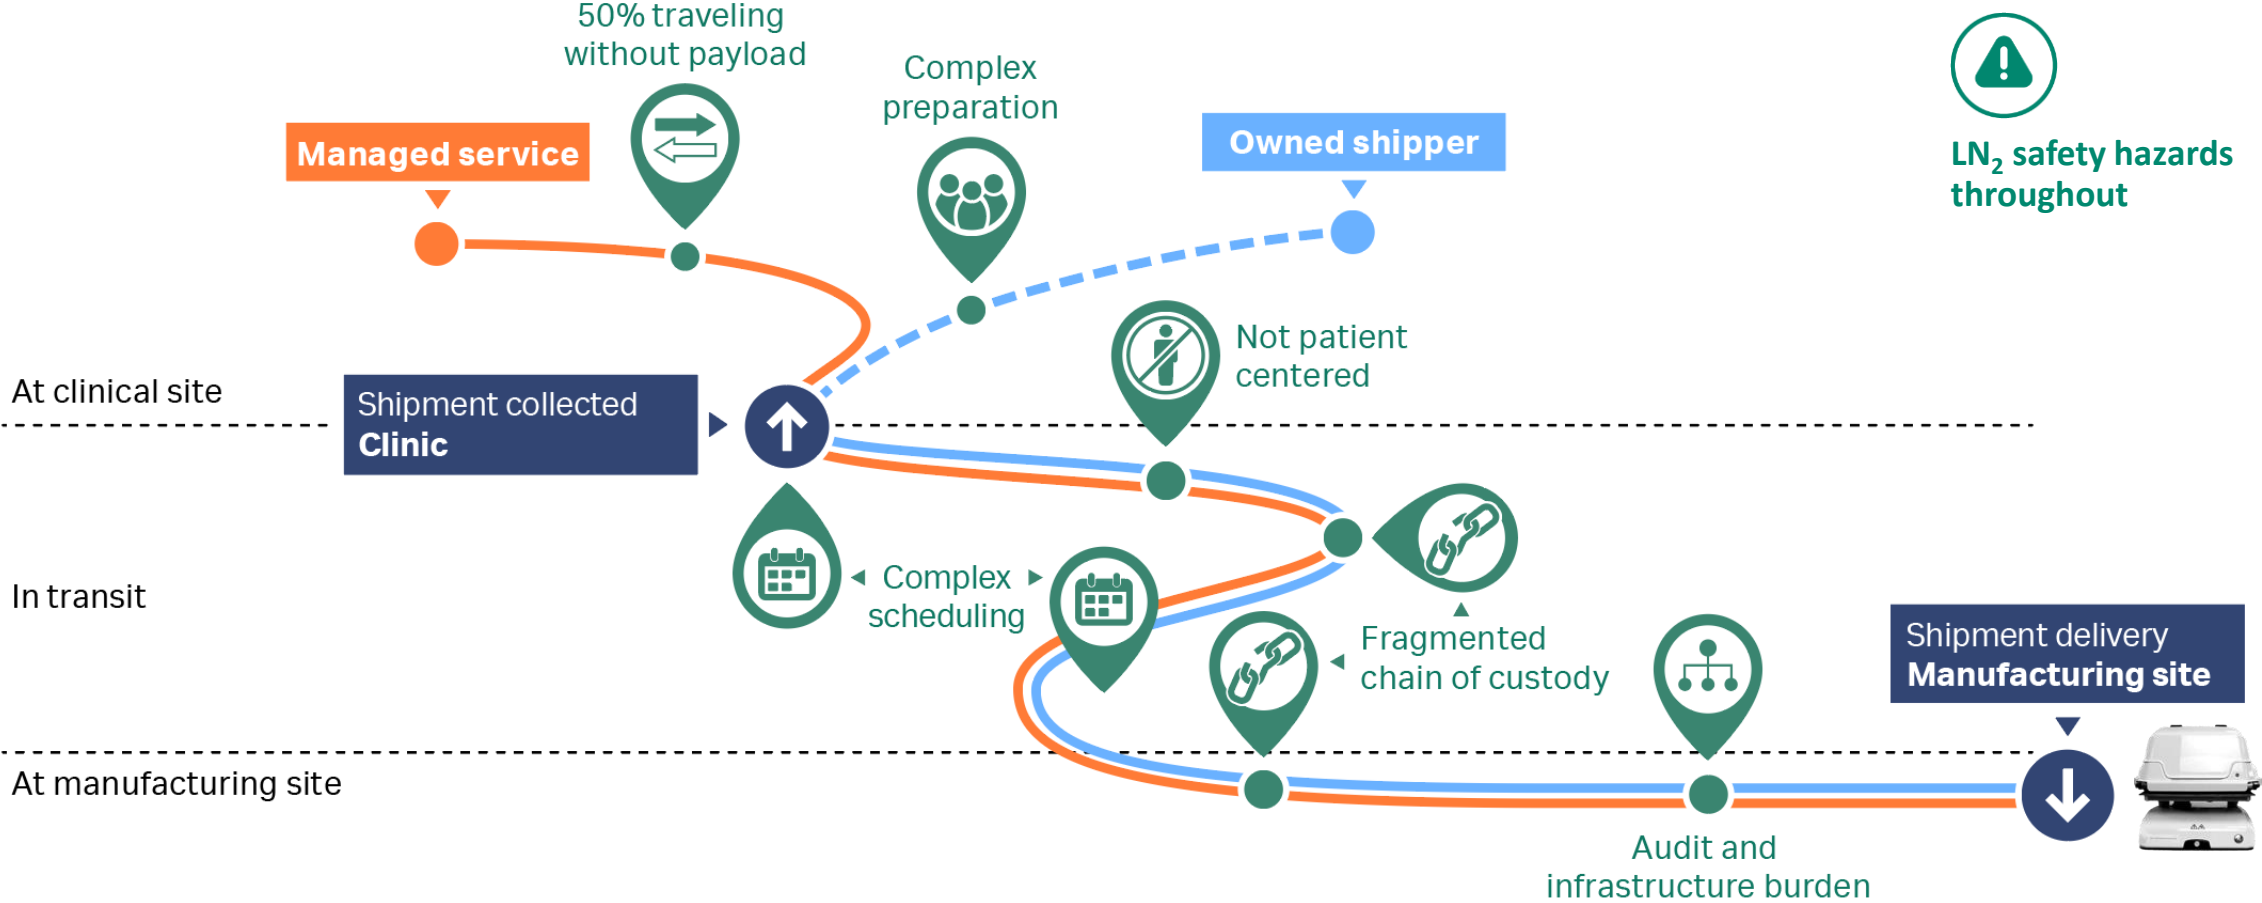 50% traveling
without payload
Complex
preparation
Managed service
Owned shipper
LN₂ safety hazards
throughout
Not patient
centered
At clinical site
Shipment collected
Clinic
Complex
scheduling
In transit
Fragmented
chain of custody
Shipment delivery
Manufacturing site
At manufacturing site
Audit and
infrastructure burden